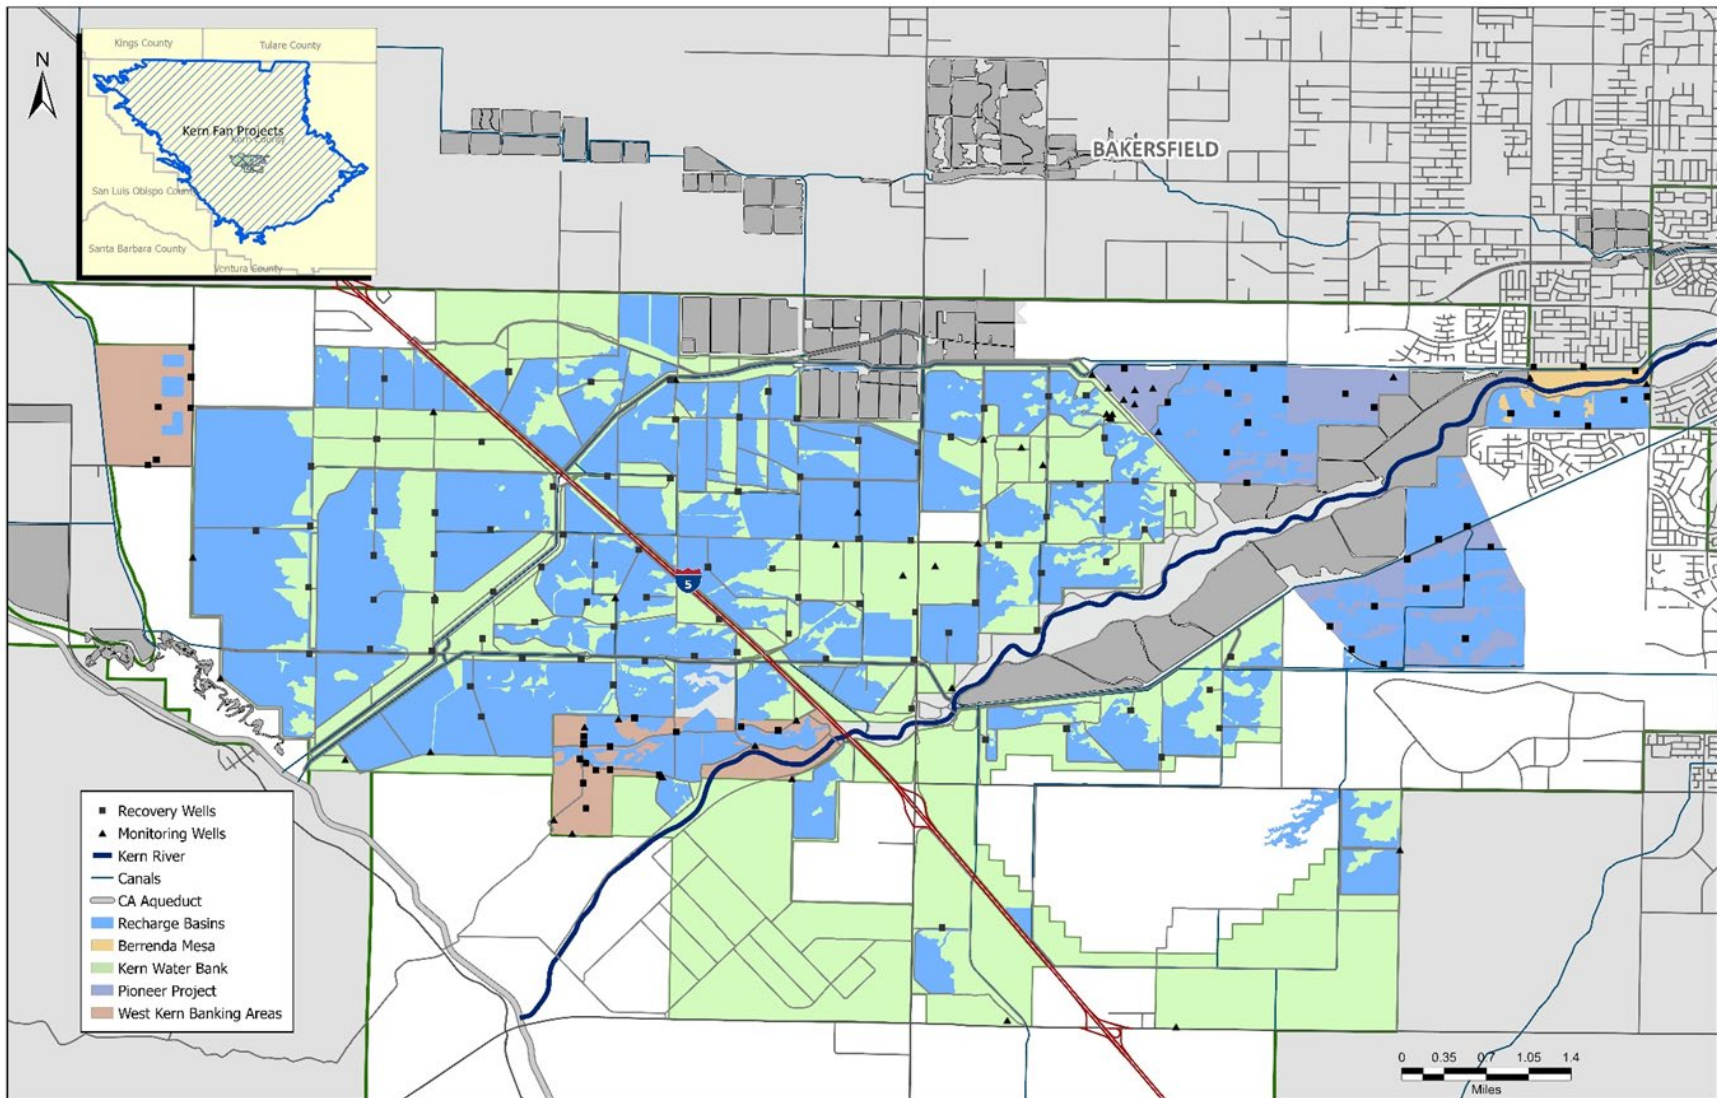 N
Kings County
Tulare County
Kern Fan Projects
Kern County
San Luis Obispo County
Santa Barbara County
Ventura County
BAKERSFIELD
5
Recovery Wells
Monitoring Wells
Kern River
Canals
CA Aqueduct
Recharge Basins
Berrenda Mesa
Kern Water Bank
Pioneer Project
West Kern Banking Areas
0 0.35 0.7 1.05 1.4
Miles